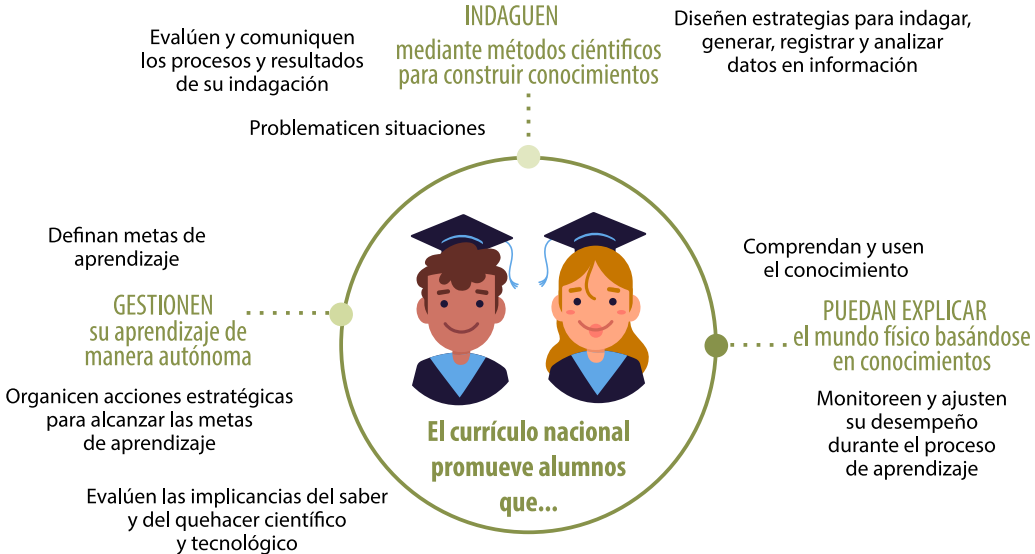 INDAGUEN
mediante métodos ciéntificos
para construir conocimientos
Evalúen y comuniquen
los procesos y resultados
de su indagación
Diseñen estrategias para indagar,
generar, registrar y analizar
datos en información
Problematicen situaciones
Definan metas de
aprendizaje
GESTIONEN
su aprendizaje de
manera autónoma
Organicen acciones estratégicas
para alcanzar las metas
de aprendizaje
Evalúen las implicancias del saber
y del quehacer científico
y tecnológico
Comprendan y usen
el conocimiento
PUEDAN EXPLICAR
el mundo físico basándose
en conocimientos
Monitoreen y ajusten
su desempeño
durante el proceso
de aprendizaje
El currículo nacional
promueve alumnos
que...